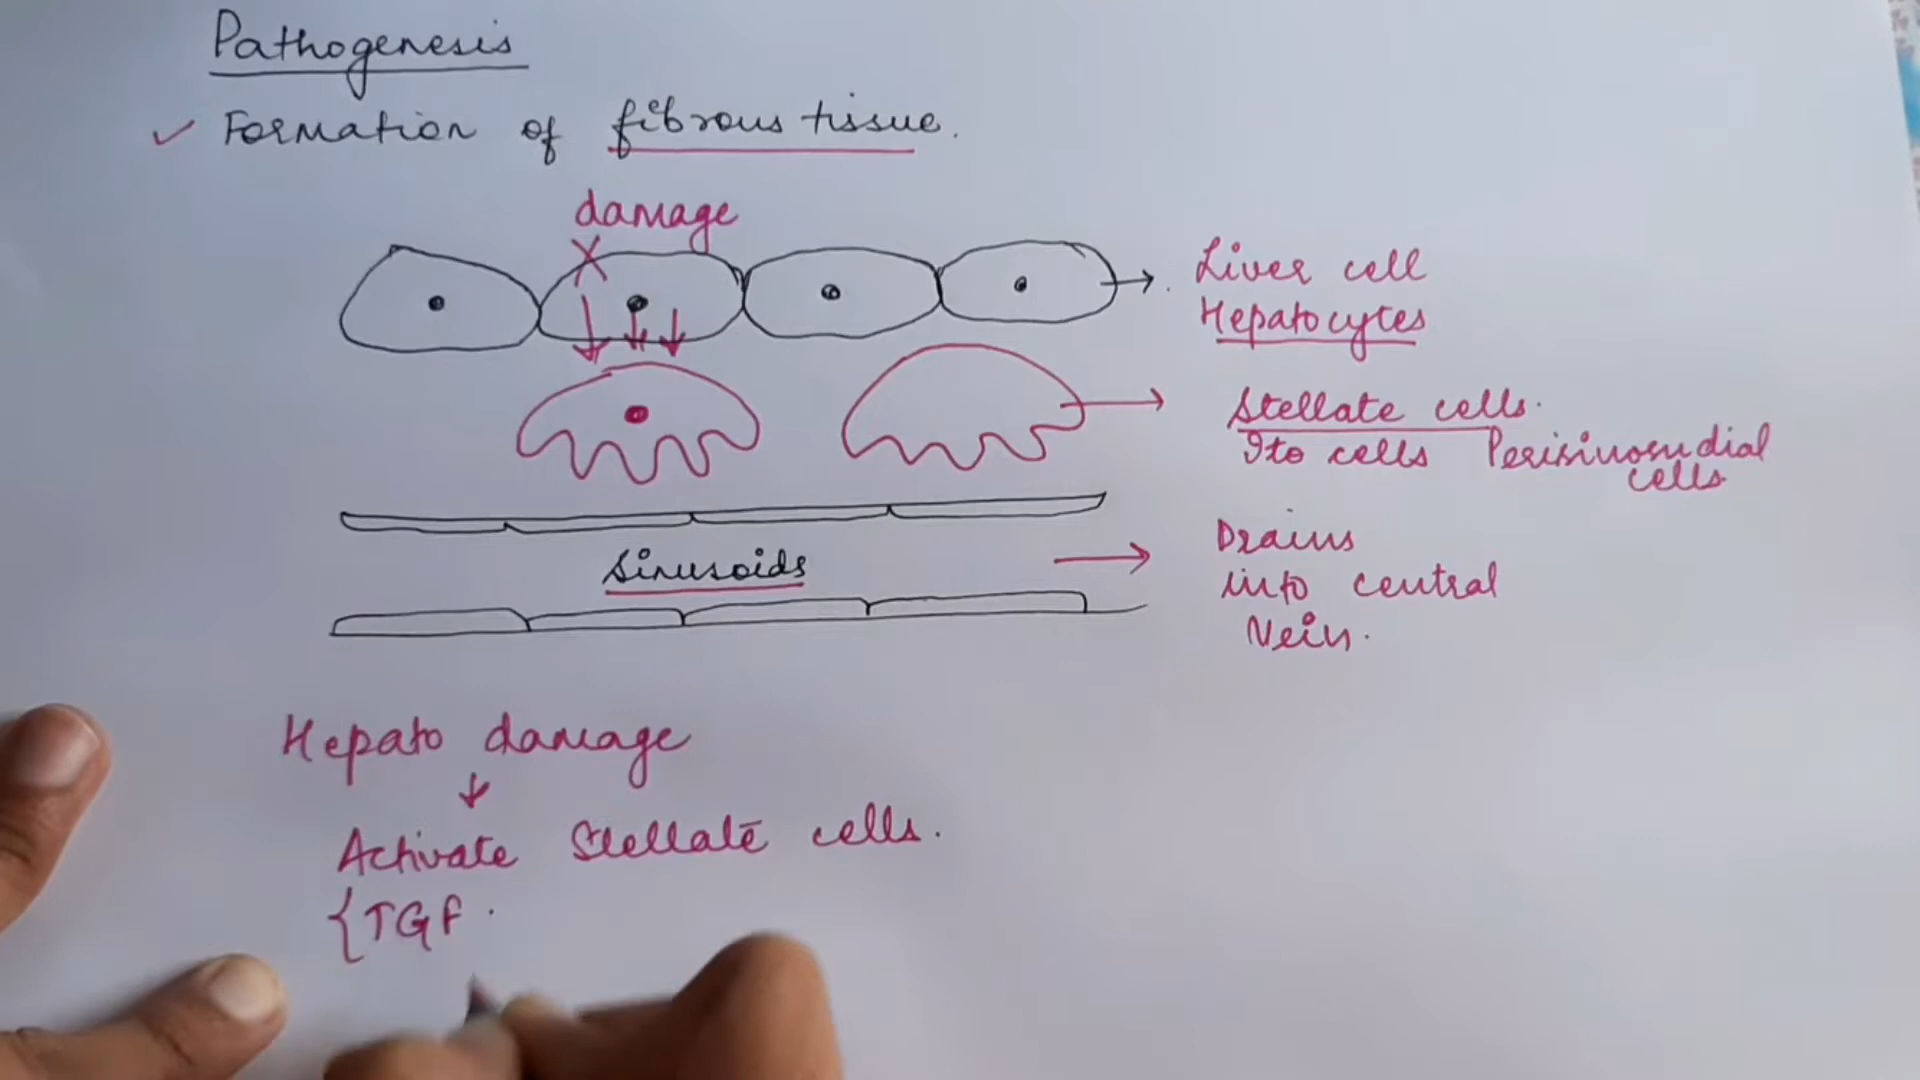 Pathogenesis
✓ Formation of fibrous tissue.
damage
Liver cell
Hepatocytes
Stellate cells.
Ito cells Perisinosudial
cells
Sinusoids
Drains
into central
Vein.
Hepato damage
↓
Activate Stellate cells.
{TGF